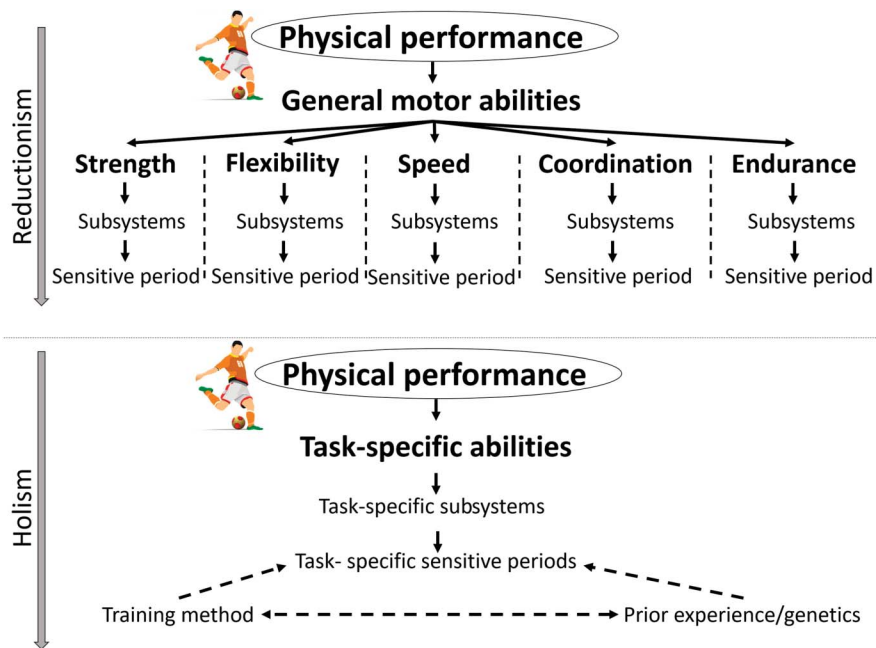 Reductionism
Physical performance
General motor abilities
Strength Flexibility Speed Coordination Endurance
Subsystems Subsystems Subsystems Subsystems Subsystems
Sensitive period Sensitive period Sensitive period Sensitive period Sensitive period
Holism
Physical performance
Task-specific abilities
Task-specific subsystems
Task- specific sensitive periods
Training method Prior experience/genetics